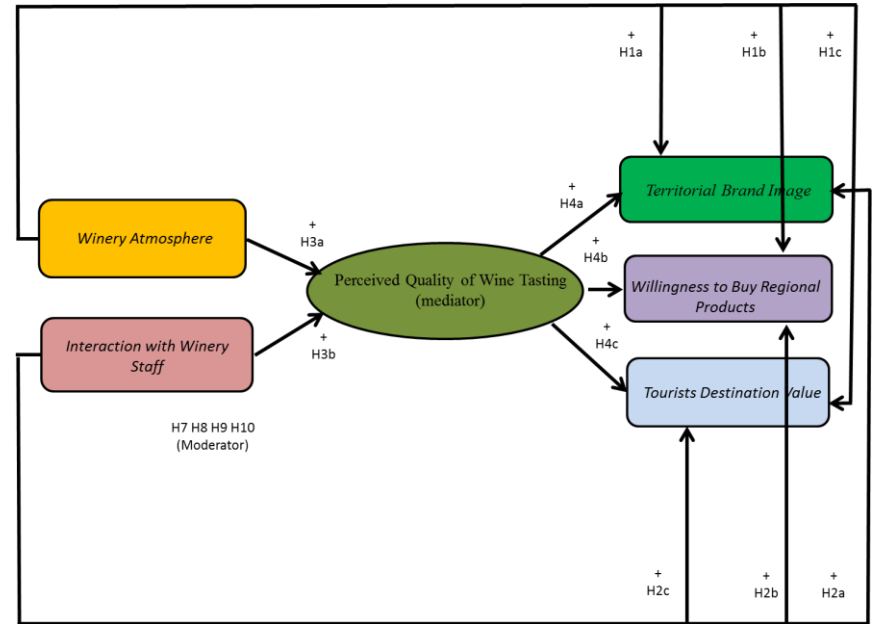 +
H1a
+
H1b
+
H1c
Territorial Brand Image
+
H4a
Winery Atmosphere
+
H3a
+
H4b
Perceived Quality of Wine Tasting
(mediator)
Willingness to Buy Regional
Products
Interaction with Winery
Staff
+
H3b
+
H4c
Tourists Destination Value
H7 H8 H9 H10
(Moderator)
+
H2c
+
H2b
+
H2a